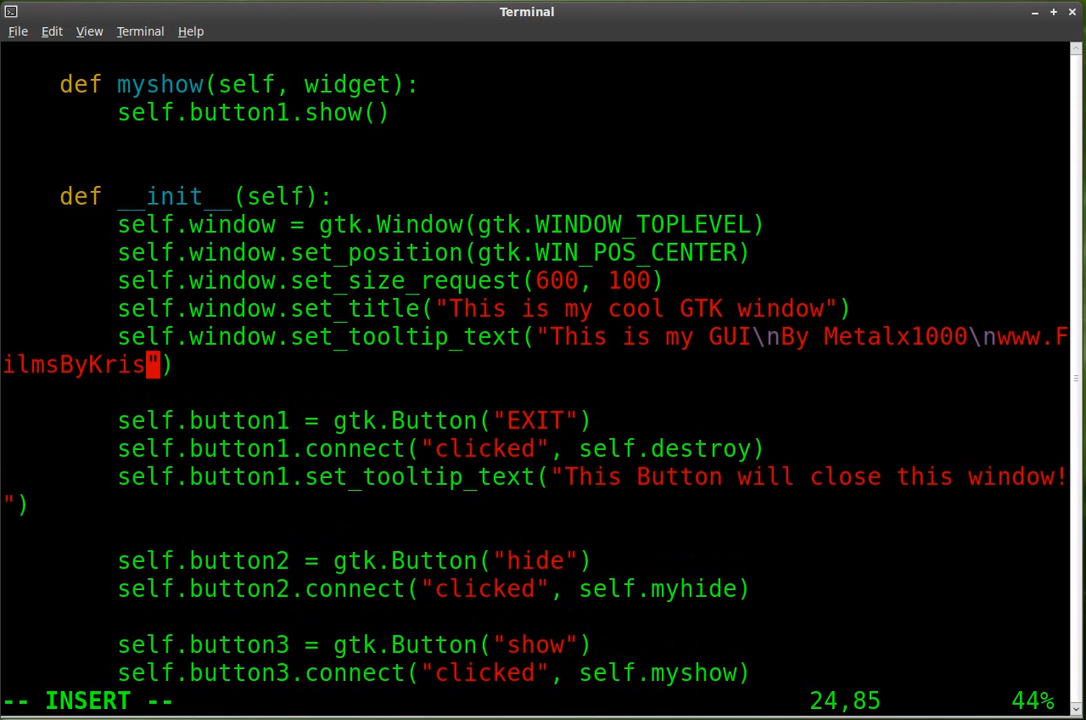 Terminal
File Edit View Terminal Help
def myshow(self, widget):
self.button1.show()
def __init__(self):
self.window = gtk.Window(gtk.WINDOW_TOPLEVEL)
self.window.set_position(gtk.WIN_POS_CENTER)
self.window.set_size_request(600, 100)
self.window.set_title("This is my cool GTK window")
self.window.set_tooltip_text("This is my GUI\nBy Metalx1000\nwww.F
ilmsByKris")
self.button1 = gtk.Button("EXIT")
self.button1.connect("clicked", self.destroy)
self.button1.set_tooltip_text("This Button will close this window!
")
self.button2 = gtk.Button("hide")
self.button2.connect("clicked", self.myhide)
self.button3 = gtk.Button("show")
self.button3.connect("clicked", self.myshow)
-- INSERT -- 24,85 44%